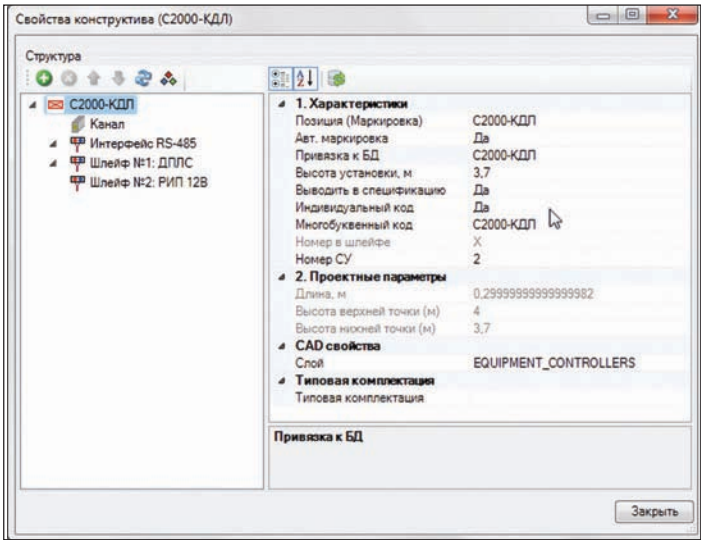 Свойства конструктива (С2000-КДЛ)
Структура
С2000-КДЛ
Канал
Интерфейс RS-485
Шлейф №1: ДПЛС
Шлейф №2: РИП 12В
1. Характеристики
Позиция (Маркировка) С2000-КДЛ
Авт. маркировка Да
Привязка к БД С2000-КДЛ
Высота установки, м 3,7
Выводить в спецификацию Да
Индивидуальный код Да
Многобуквенный код С2000-КДЛ
Номер в шлейфе X
Номер СУ 2
2. Проектные параметры
Длина, м 0,29999999999999982
Высота верхней точки (м) 4
Высота нижней точки (м) 3,7
CAD свойства
Слой EQUIPMENT_CONTROLLERS
Типовая комплектация
Типовая комплектация
Привязка к БД
Закрыть